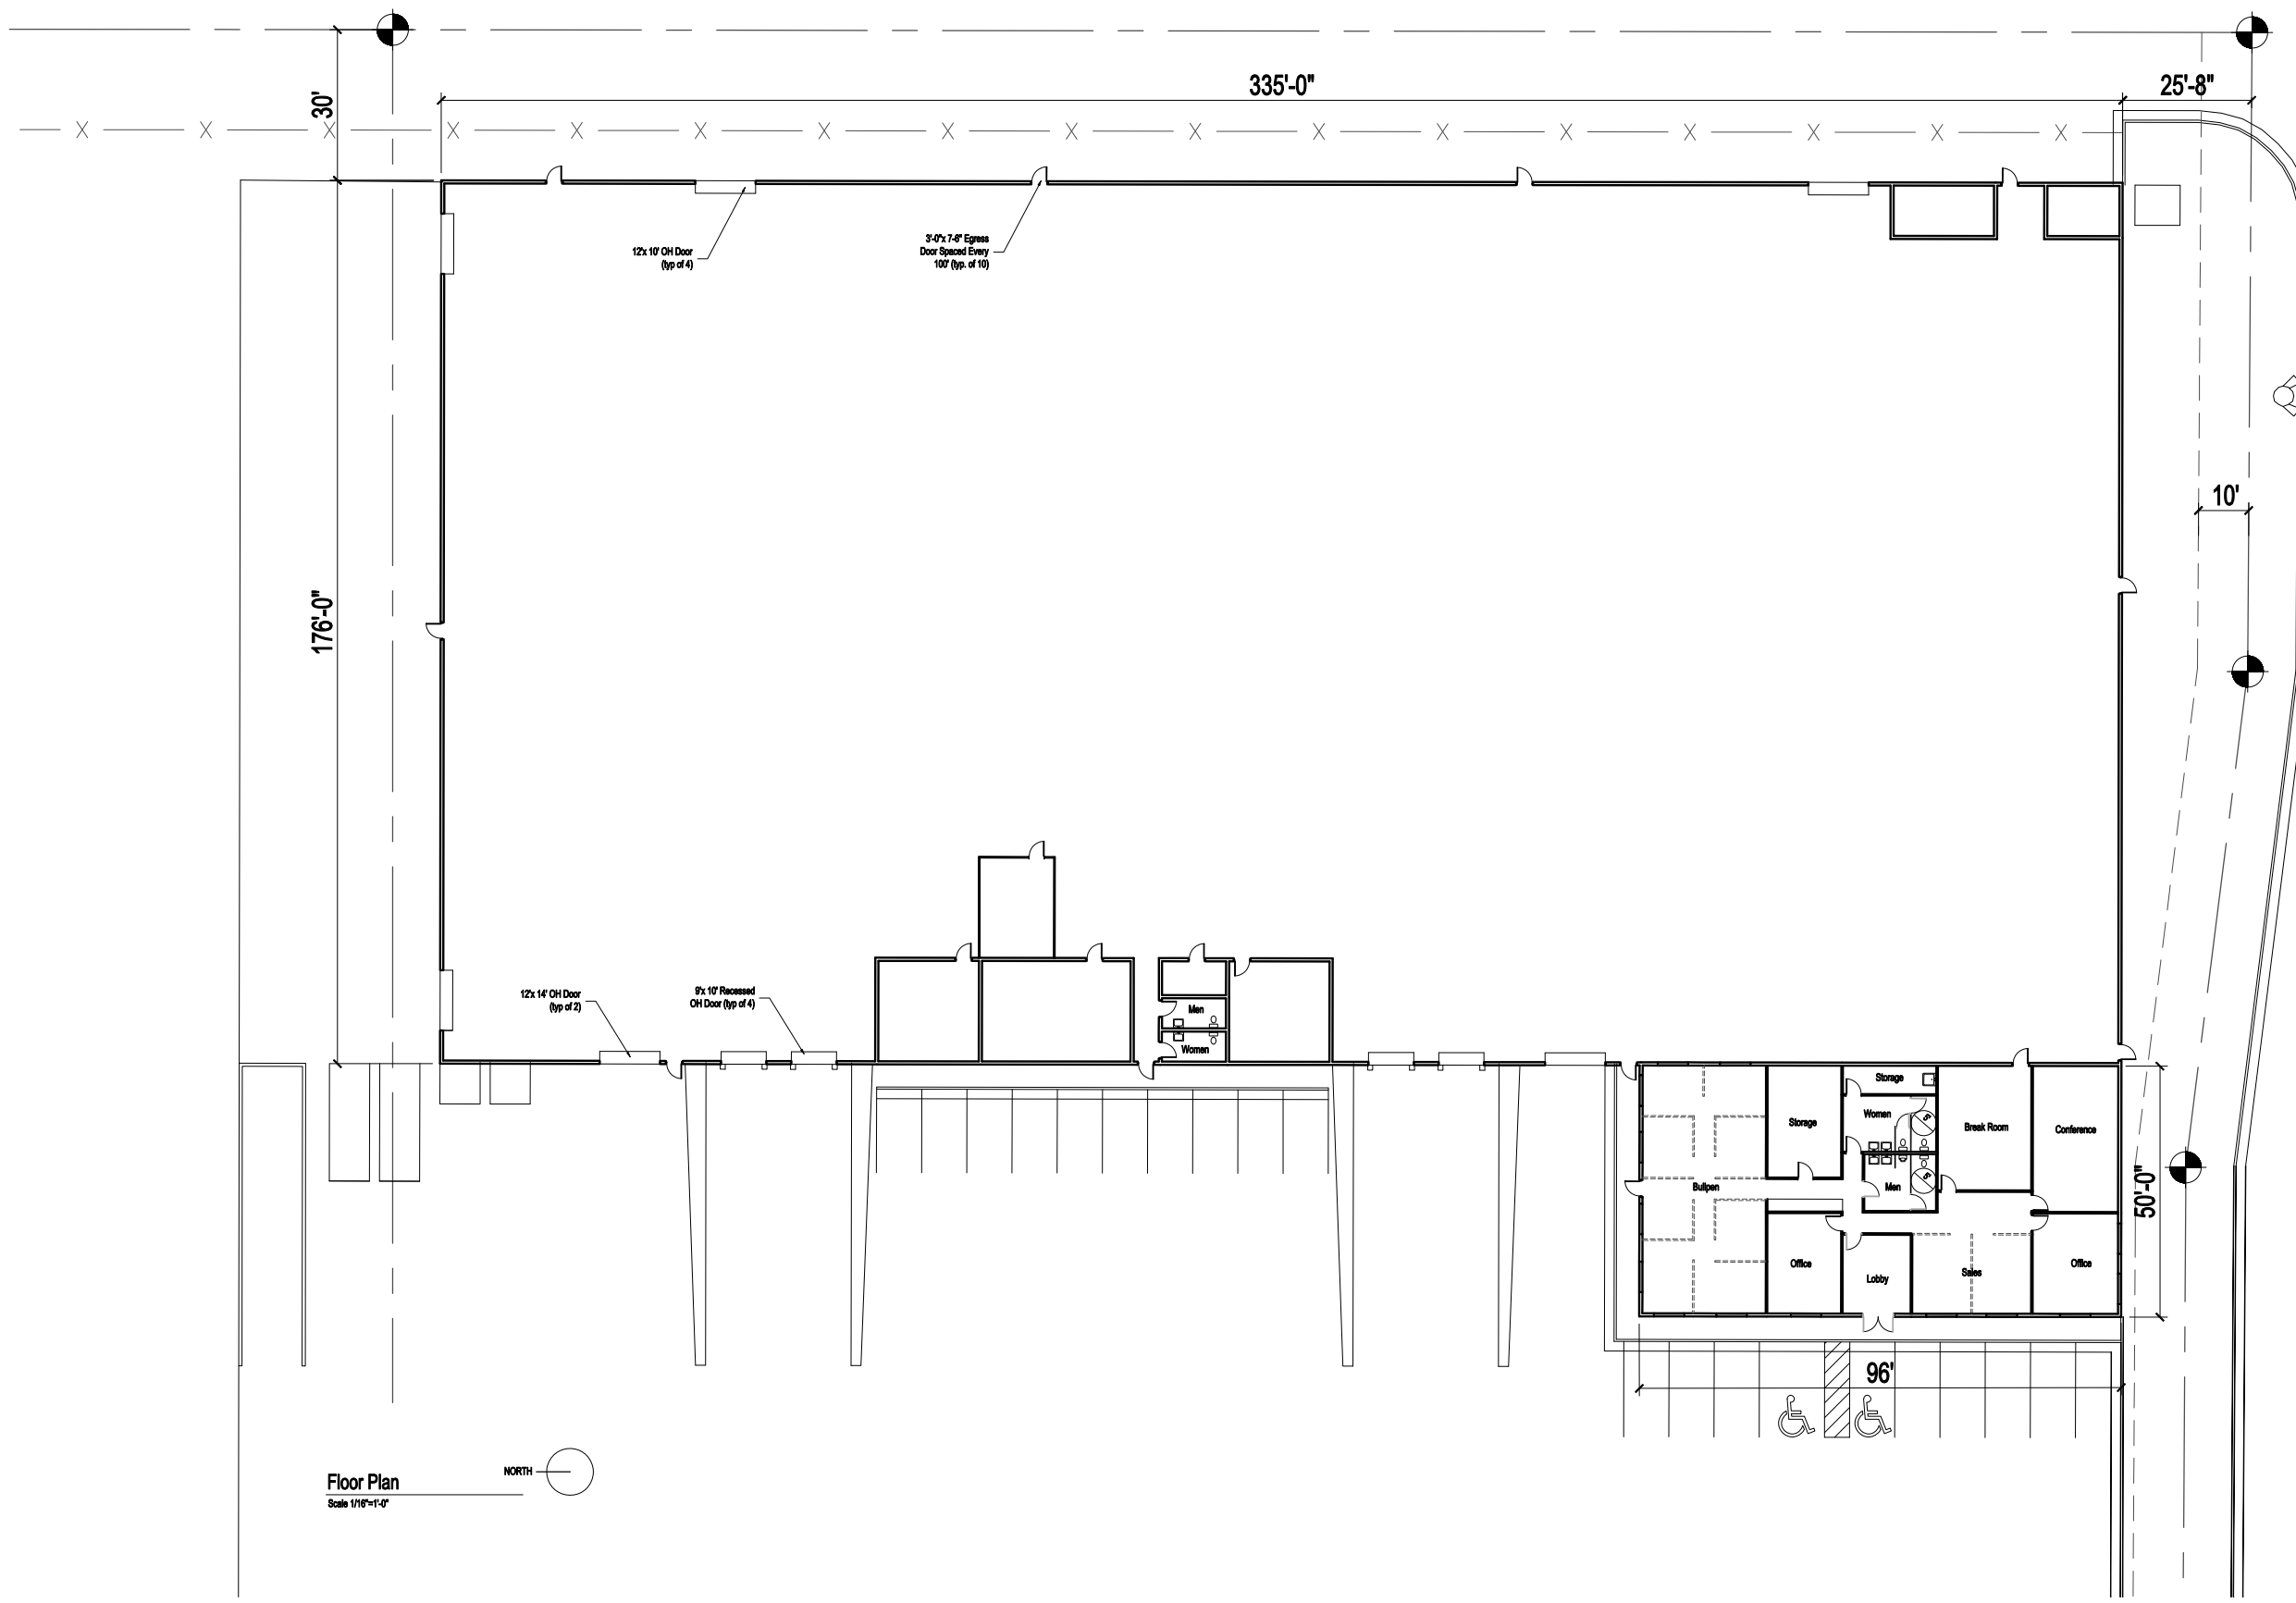 335'-0"
25'-8"
30'
12'x 10' OH Door
(typ of 4)
3'-0"x 7'-6" Egress
Door Spaced Every
100' (typ. of 10)
10'
176'-0"
12'x 14' OH Door
(typ of 2)
9'x 10' Recessed
OH Door (typ of 4)
Men
Women
Storage
Women
Storage
Break Room
Conference
Bullpen
Men
50'-0"
Office
Lobby
Sales
Office
96'
NORTH
Floor Plan
Scale 1/16"=1'-0"